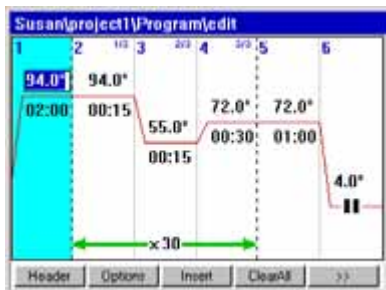 Susan\project1\Program\edit
1 2 1/3 3 2/3 4 3/3 5 6
94.0° 94.0°
02:00 00:15
55.0° 72.0° 72.0°
00:15 00:30 01:00
4.0°
x 30
Header Options Insert ClearAll >>